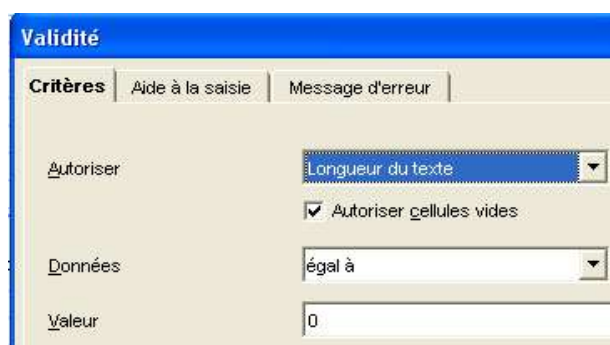 Validité
Critères Aide à la saisie Message d'erreur
Autoriser Longueur du texte
Autoriser cellules vides
Données égal à
Valeur 0